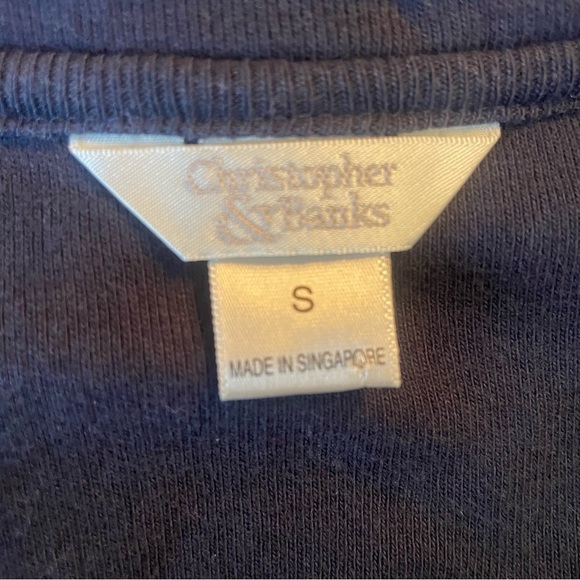 Christopher
& Banks
S
MADE IN SINGAPORE